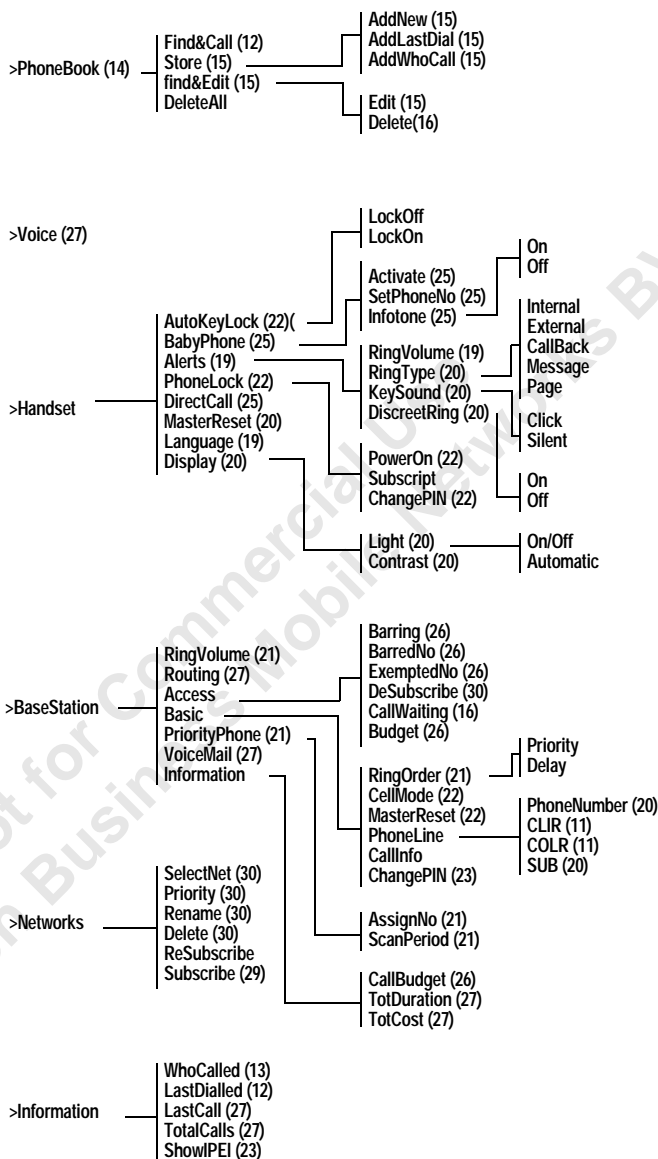 >PhoneBook (14)
Find&Call (12)
Store (15)
find&Edit (15)
DeleteAll
AddNew (15)
AddLastDial (15)
AddWhoCall (15)
Edit (15)
Delete(16)
>Voice (27)
>Handset
AutoKeyLock (22)(
BabyPhone (25)
Alerts (19)
PhoneLock (22)
DirectCall (25)
MasterReset (20)
Language (19)
Display (20)
LockOff
LockOn
Activate (25)
SetPhoneNo (25)
Infotone (25)
On
Off
RingVolume (19)
RingType (20)
KeySound (20)
DiscreetRing (20)
Internal
External
CallBack
Message
Page
Click
Silent
On
Off
PowerOn (22)
Subscript
ChangePIN (22)
Light (20)
Contrast (20)
On/Off
Automatic
>BaseStation
RingVolume (21)
Routing (27)
Access
Basic
PriorityPhone (21)
VoiceMail (27)
Information
Barring (26)
BarredNo (26)
ExemptedNo (26)
DeSubscribe (30)
CallWaiting (16)
Budget (26)
RingOrder (21)
CellMode (22)
MasterReset (22)
PhoneLine
CallInfo
ChangePIN (23)
Priority
Delay
PhoneNumber (20)
CLIR (11)
COLR (11)
SUB (20)
AssignNo (21)
ScanPeriod (21)
CallBudget (26)
TotDuration (27)
TotCost (27)
>Networks
SelectNet (30)
Priority (30)
Rename (30)
Delete (30)
ReSubscribe
Subscribe (29)
>Information
WhoCalled (13)
LastDialled (12)
LastCall (27)
TotalCalls (27)
ShowIPEI (23)
for Commercial Use
Business Mobile Networks